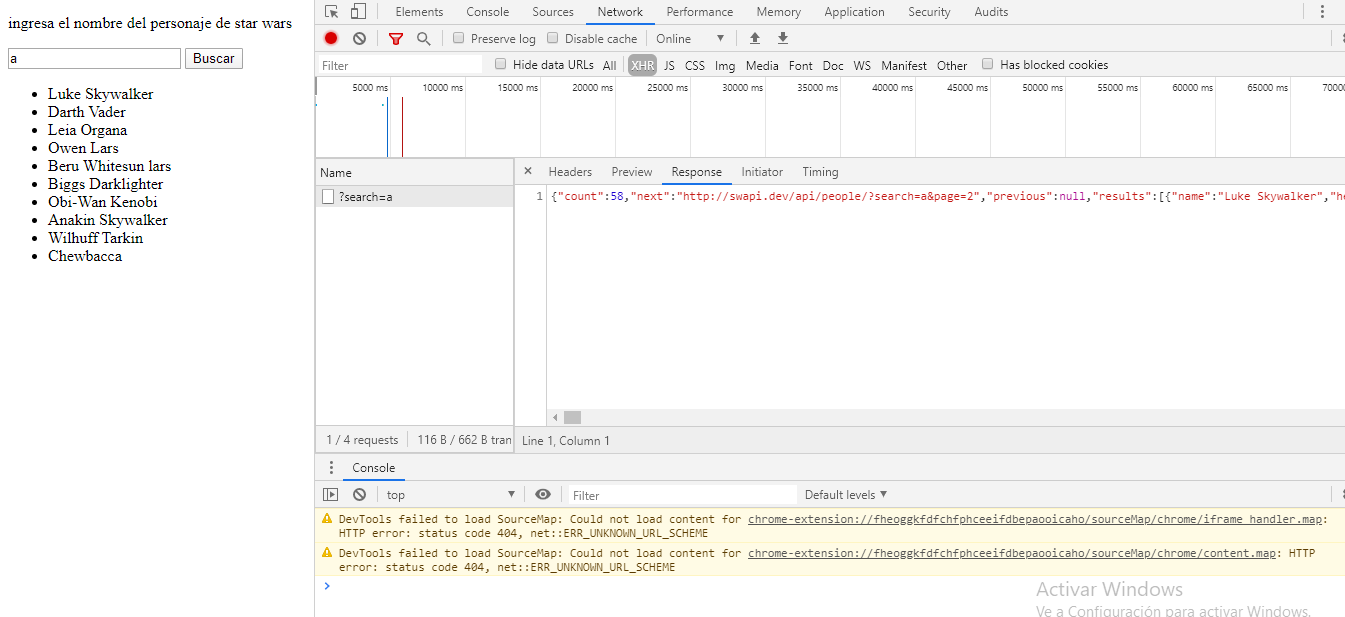 ingresa el nombre del personaje de star wars
a Buscar
Luke Skywalker
Darth Vader
Leia Organa
Owen Lars
Beru Whitesun lars
Biggs Darklighter
Obi-Wan Kenobi
Anakin Skywalker
Wilhuff Tarkin
Chewbacca
Elements Console Sources Network Performance Memory Application Security Audits
Preserve log Disable cache Online
Filter Hide data URLs All XHR JS CSS Img Media Font Doc WS Manifest Other Has blocked cookies
5000 ms 10000 ms 15000 ms 20000 ms 25000 ms 30000 ms 35000 ms 40000 ms 45000 ms 50000 ms 55000 ms 60000 ms 65000 ms 7000
Name
?search=a
1 / 4 requests 116 B / 662 B tran
Headers Preview Response Initiator Timing
1 {"count":58,"next":"http://swapi.dev/api/people/?search=a&page=2","previous":null,"results":[{"name":"Luke Skywalker","he
Line 1, Column 1
Console
top Filter Default levels
DevTools failed to load SourceMap: Could not load content for chrome-extension://fheoggkfdfchfphceeifdbepaooicaho/sourceMap/chrome/iframe_handler.map:
HTTP error: status code 404, net::ERR_UNKNOWN_URL_SCHEME
DevTools failed to load SourceMap: Could not load content for chrome-extension://fheoggkfdfchfphceeifdbepaooicaho/sourceMap/chrome/content.map: HTTP
error: status code 404, net::ERR_UNKNOWN_URL_SCHEME
Activar Windows
Ve a Configuración para activar Windows.